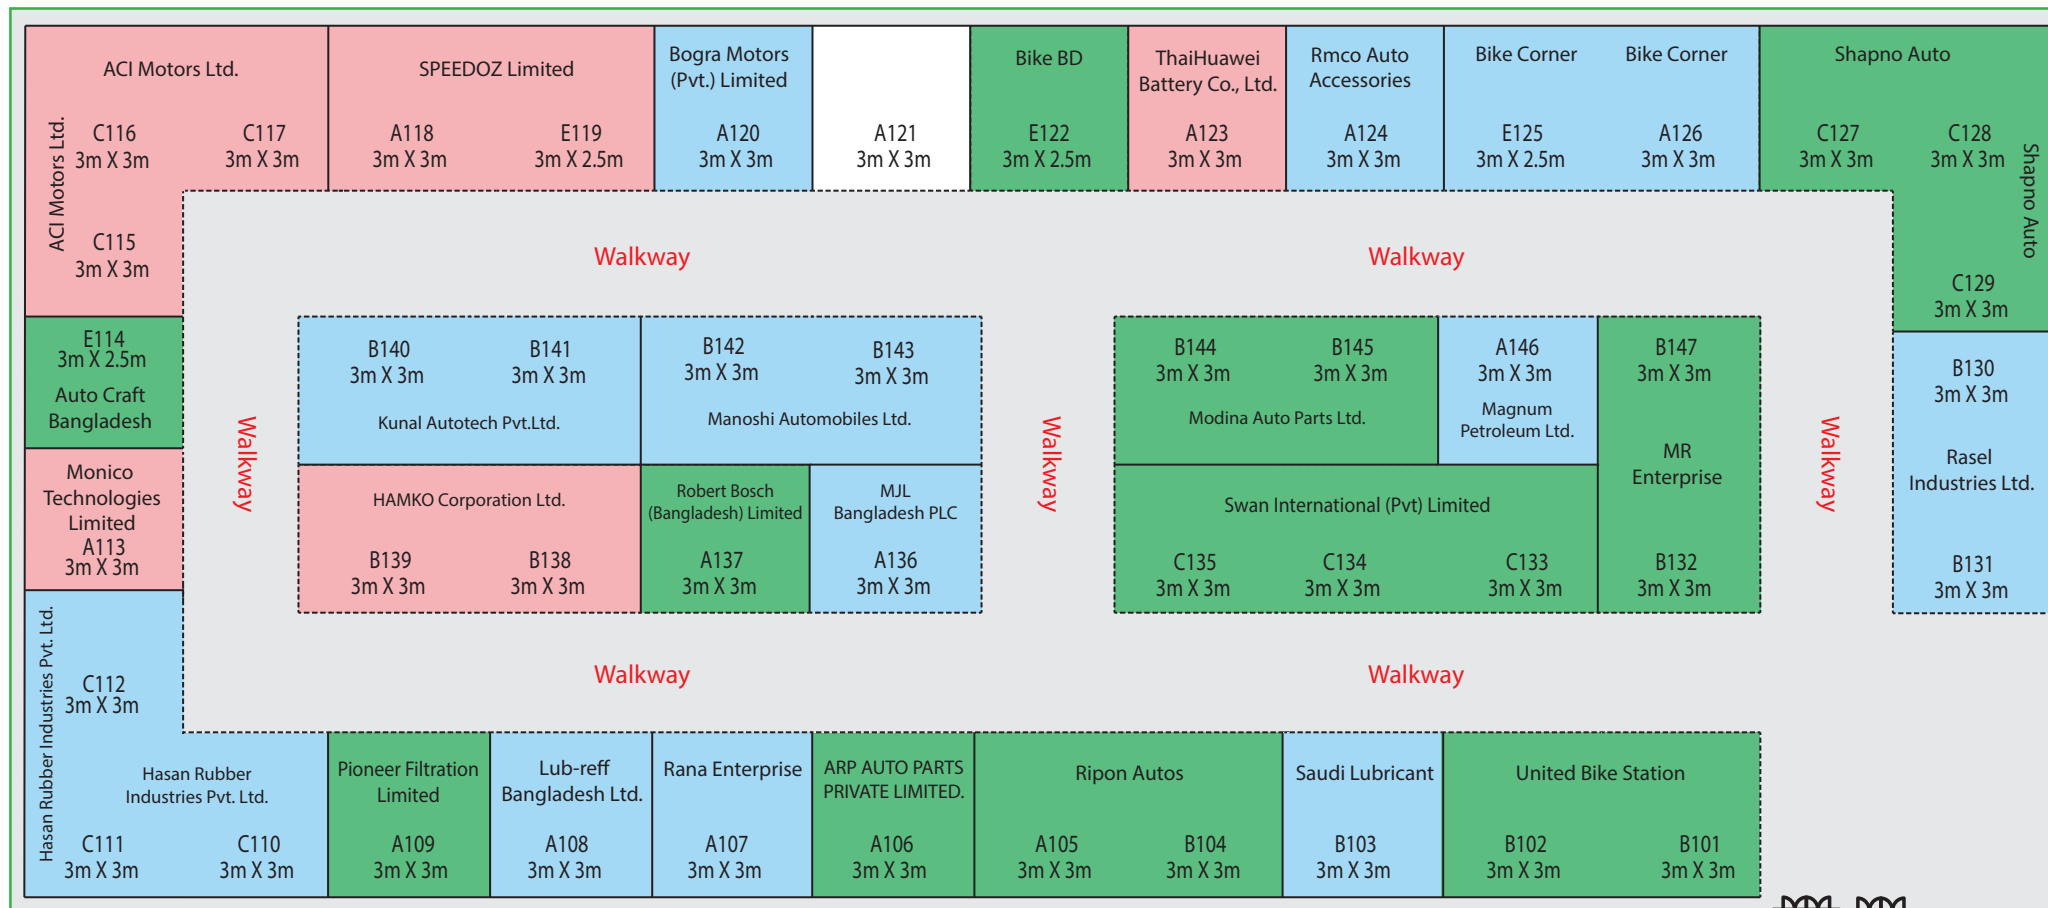 ACI Motors Ltd.
C116
3m X 3m
C117
3m X 3m
ACI Motors Ltd.
C115
3m X 3m
SPEEDOZ Limited
A118
3m X 3m
E119
3m X 2.5m
Bogra Motors
(Pvt.) Limited
A120
3m X 3m
A121
3m X 3m
Bike BD
E122
3m X 2.5m
ThaiHuawei
Battery Co., Ltd.
A123
3m X 3m
Rmco Auto
Accessories
A124
3m X 3m
Bike Corner
E125
3m X 2.5m
Bike Corner
A126
3m X 3m
Shapno Auto
C127
3m X 3m
C128
3m X 3m
Shapno Auto
C129
3m X 3m
Walkway
Walkway
E114
3m X 2.5m
Auto Craft
Bangladesh
Monico
Technologies
Limited
A113
3m X 3m
Walkway
B140
3m X 3m
B141
3m X 3m
Kunal Autotech Pvt.Ltd.
B142
3m X 3m
B143
3m X 3m
Manoshi Automobiles Ltd.
HAMKO Corporation Ltd.
B139
3m X 3m
B138
3m X 3m
Robert Bosch
(Bangladesh) Limited
A137
3m X 3m
MJL
Bangladesh PLC
A136
3m X 3m
Walkway
B144
3m X 3m
B145
3m X 3m
Modina Auto Parts Ltd.
A146
3m X 3m
Magnum
Petroleum Ltd.
B147
3m X 3m
MR
Enterprise
B132
3m X 3m
Swan International (Pvt) Limited
C135
3m X 3m
C134
3m X 3m
C133
3m X 3m
Walkway
B130
3m X 3m
Rasel
Industries Ltd.
B131
3m X 3m
Walkway
Walkway
Hasan Rubber Industries Pvt. Ltd.
C112
3m X 3m
Hasan Rubber
Industries Pvt. Ltd.
C111
3m X 3m
C110
3m X 3m
Pioneer Filtration
Limited
A109
3m X 3m
Lub-reff
Bangladesh Ltd.
A108
3m X 3m
Rana Enterprise
A107
3m X 3m
ARP AUTO PARTS
PRIVATE LIMITED.
A106
3m X 3m
Ripon Autos
A105
3m X 3m
B104
3m X 3m
Saudi Lubricant
B103
3m X 3m
United Bike Station
B102
3m X 3m
B101
3m X 3m